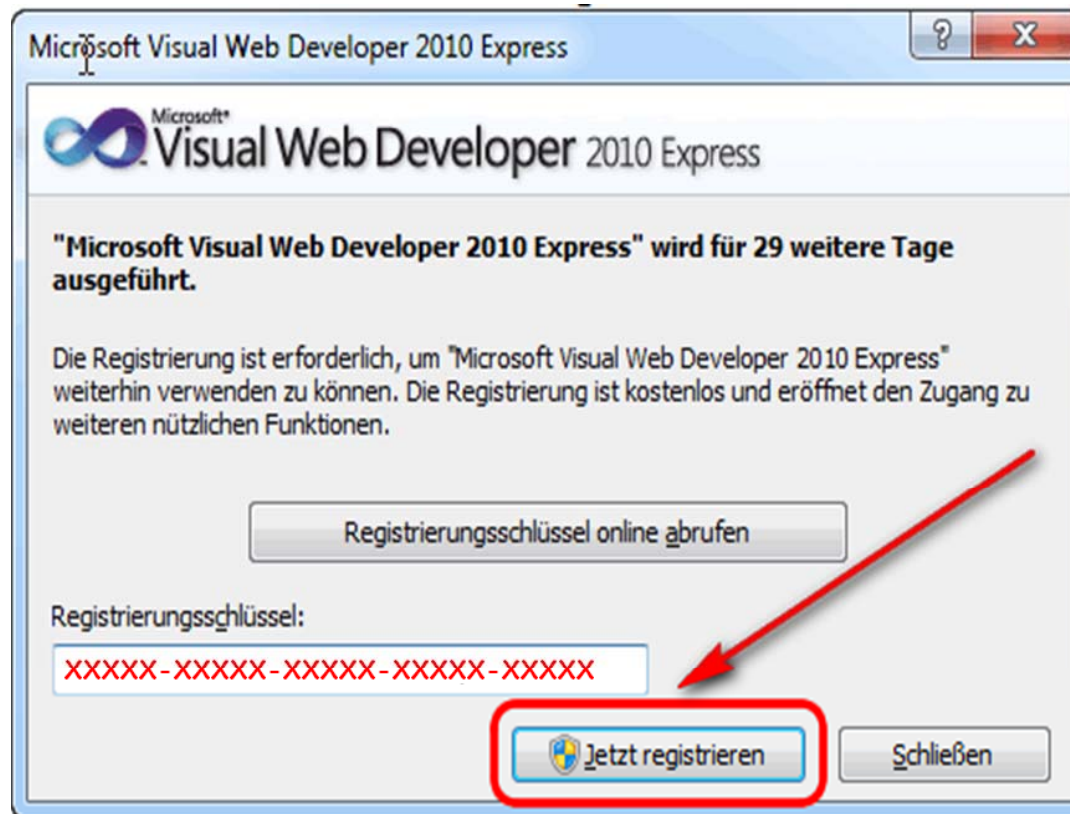 Microsoft Visual Web Developer 2010 Express
Microsoft®
Visual Web Developer 2010 Express
"Microsoft Visual Web Developer 2010 Express" wird für 29 weitere Tage
ausgeführt.
Die Registrierung ist erforderlich, um "Microsoft Visual Web Developer 2010 Express"
weiterhin verwenden zu können. Die Registrierung ist kostenlos und eröffnet den Zugang zu
weiteren nützlichen Funktionen.
Registrierungsschlüssel online abrufen
Registrierungsschlüssel:
XXXXX-XXXXX-XXXXX-XXXXX-XXXXX
Jetzt registrieren
Schließen